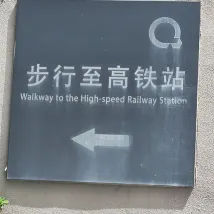 步行至高铁站
Walkway to the High-speed Railway Station